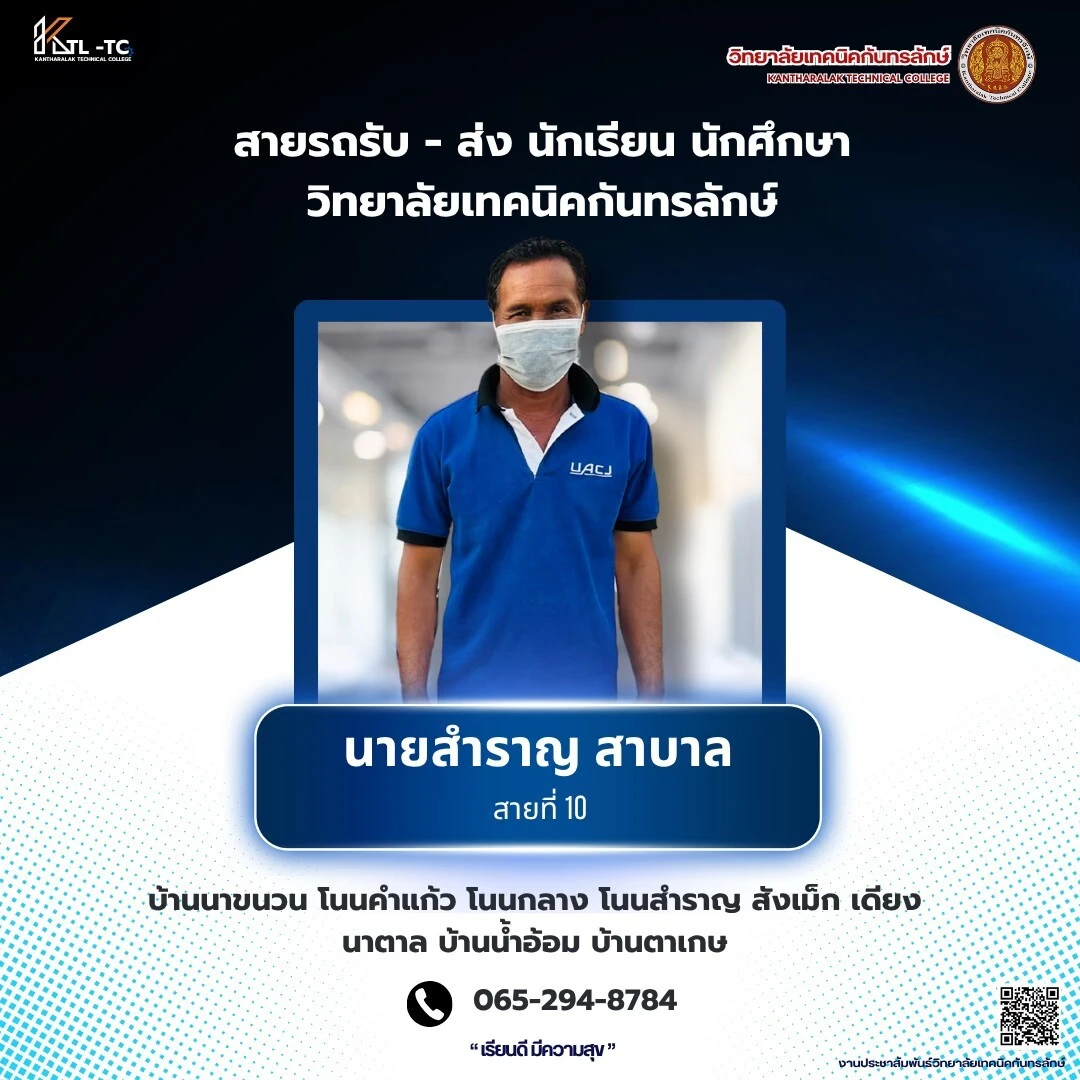 KTL -TC
KANTHARALAK TECHNICAL COLLEGE
วิทยาลัยเทคนิคกันทรลักษ์
KANTHARALAK TECHNICAL COLLEGE
สายรถรับ - ส่ง นักเรียน นักศึกษา
วิทยาลัยเทคนิคกันทรลักษ์
UACJ
นายสำราญ สาบาล
สายที่ 10
บ้านนาขนวน โนนคำแก้ว โนนกลาง โนนสำราญ สังเม็ก เดียง
นาตาล บ้านน้ำอ้อม บ้านตาเกษ
065-294-8784
“ เรียนดี มีความสุข ”
งานประชาสัมพันธ์วิทยาลัยเทคนิคกันทรลักษ์